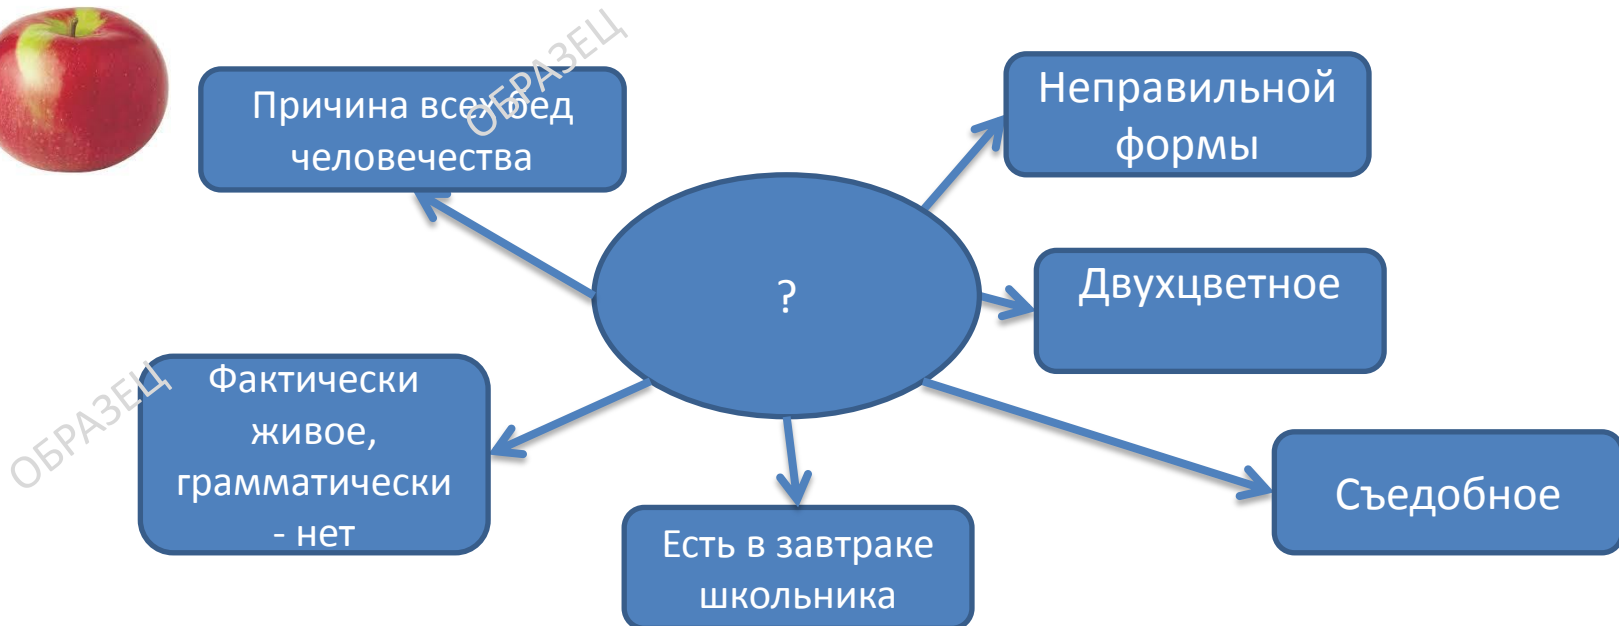 ОБРАЗЕЦ
Причина всех бед
человечества
Неправильной
формы
?
Двухцветное
ОБРАЗЕЦ
Фактически
живое,
грамматически
- нет
Есть в завтраке
школьника
Съедобное